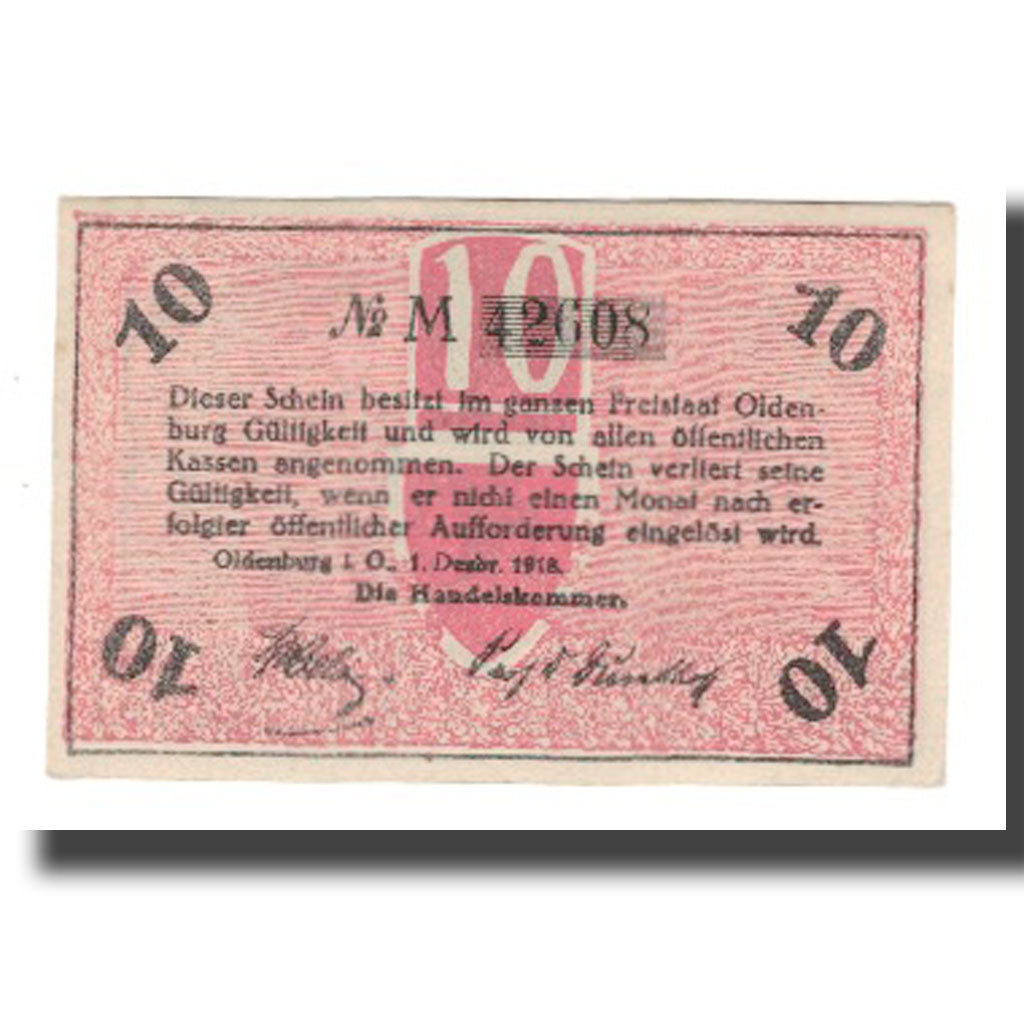 10
10
10
№ M 42608
Dieser Schein besitzt im ganzen Freistaat Olden-
burg Gültigkeit und wird von allen öffentlichen
Kassen angenommen. Der Schein verliert seine
Gültigkeit, wenn er nicht einen Monat nach er-
folgter öffentlicher Aufforderung eingelöst wird.
Oldenburg i. O., 1. Dezbr. 1918.
Die Handelskammer.
10
10